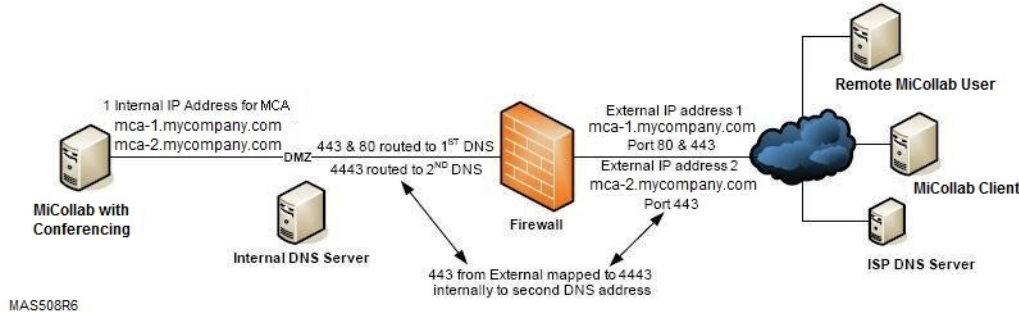 1 Internal IP Address for MCA
mca-1.mycompany.com
mca-2.mycompany.com
MiCollab with
Conferencing
DMZ
443 & 80 routed to 1ST DNS
4443 routed to 2ND DNS
Internal DNS Server
Firewall
External IP address 1
mca-1.mycompany.com
Port 80 & 443
External IP address 2
mca-2.mycompany.com
Port 443
443 from External mapped to 4443
internally to second DNS address
Remote MiCollab User
MiCollab Client
ISP DNS Server
MAS508R6